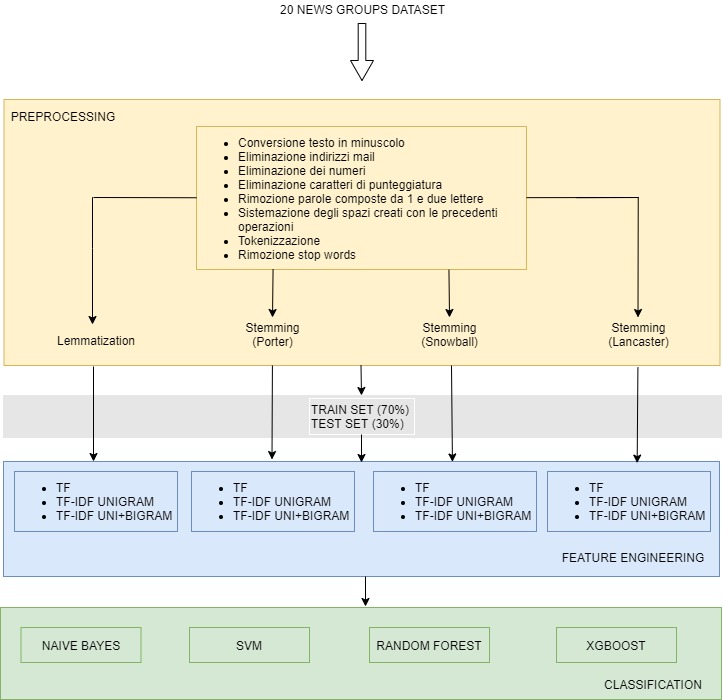 20 NEWS GROUPS DATASET
PREPROCESSING
• Conversione testo in minuscolo
• Eliminazione indirizzi mail
• Eliminazione dei numeri
• Eliminazione caratteri di punteggiatura
• Rimozione parole composte da 1 e due lettere
• Sistemazione degli spazi creati con le precedenti
operazioni
• Tokenizzazione
• Rimozione stop words
Lemmatization
Stemming
(Porter)
Stemming
(Snowball)
Stemming
(Lancaster)
TRAIN SET (70%)
TEST SET (30%)
• TF
• TF-IDF UNIGRAM
• TF-IDF UNI+BIGRAM
• TF
• TF-IDF UNIGRAM
• TF-IDF UNI+BIGRAM
• TF
• TF-IDF UNIGRAM
• TF-IDF UNI+BIGRAM
• TF
• TF-IDF UNIGRAM
• TF-IDF UNI+BIGRAM
FEATURE ENGINEERING
NAIVE BAYES
SVM
RANDOM FOREST
XGBOOST
CLASSIFICATION